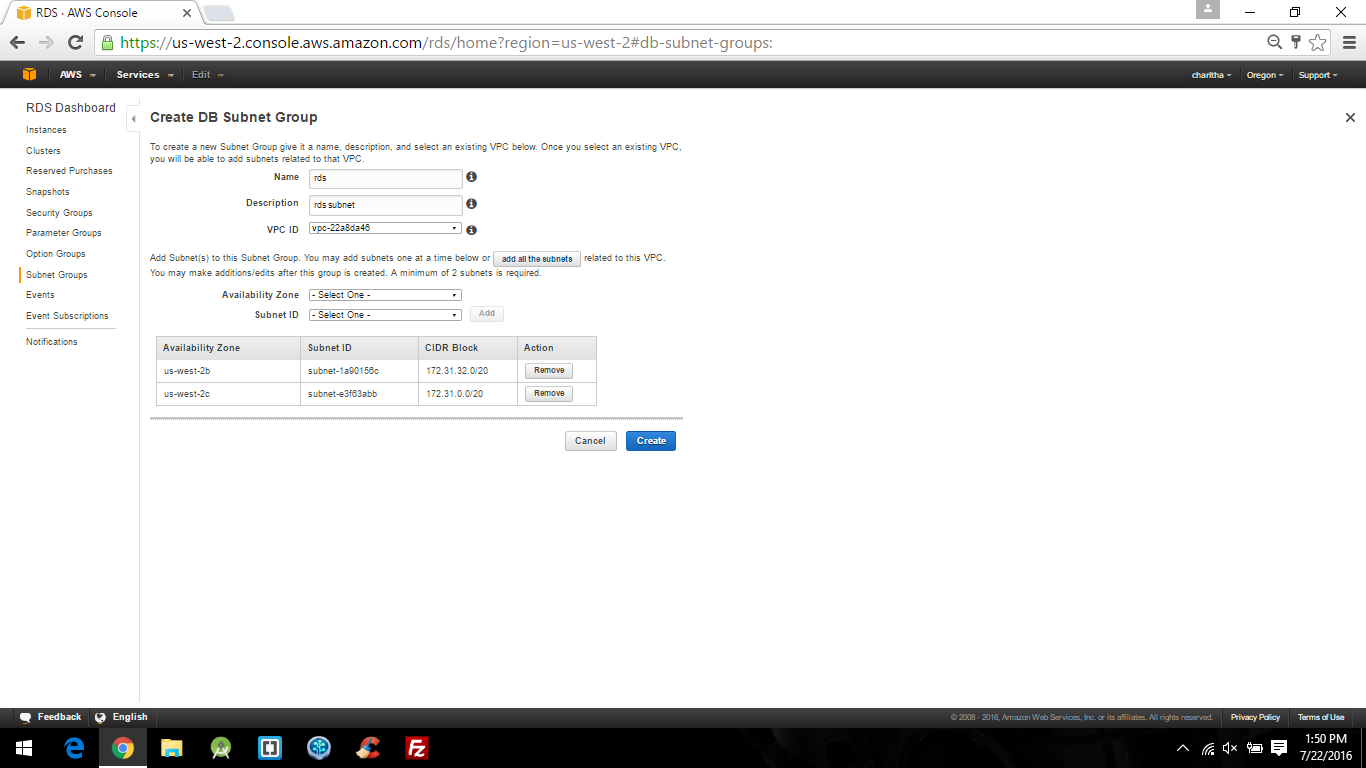 RDS · AWS Console
https://us-west-2.console.aws.amazon.com/rds/home?region=us-west-2#db-subnet-groups:
AWS Services Edit charitha Oregon Support
RDS Dashboard
Instances
Clusters
Reserved Purchases
Snapshots
Security Groups
Parameter Groups
Option Groups
Subnet Groups
Events
Event Subscriptions
Notifications
Create DB Subnet Group
To create a new Subnet Group give it a name, description, and select an existing VPC below. Once you select an existing VPC,
you will be able to add subnets related to that VPC.
Name rds
Description rds subnet
VPC ID vpc-22a8da46
Add Subnet(s) to this Subnet Group. You may add subnets one at a time below or add all the subnets related to this VPC.
You may make additions/edits after this group is created. A minimum of 2 subnets is required.
Availability Zone - Select One -
Subnet ID - Select One - Add
Availability Zone Subnet ID CIDR Block Action
us-west-2b subnet-1a90156c 172.31.32.0/20 Remove
us-west-2c subnet-e3f63abb 172.31.0.0/20 Remove
Cancel Create
Feedback English © 2008 - 2016, Amazon Web Services, Inc. or its affiliates. All rights reserved. Privacy Policy Terms of Use
1:50 PM
7/22/2016